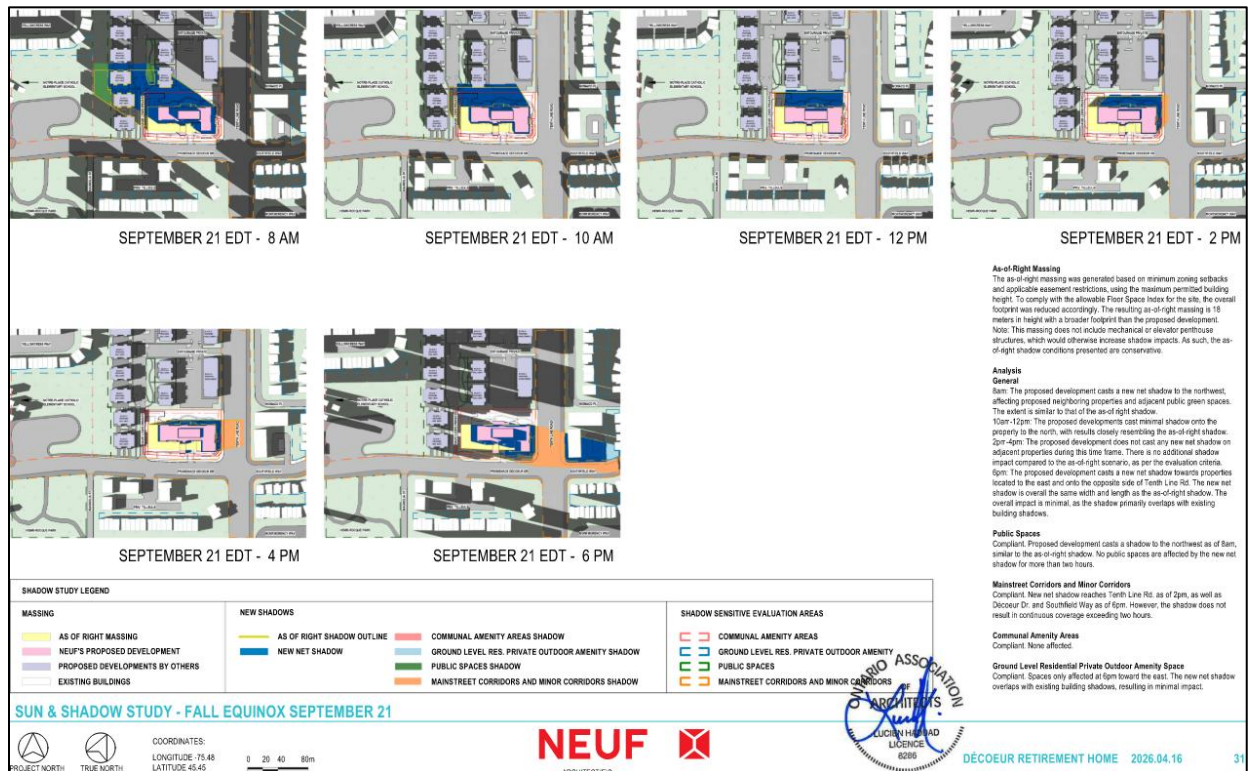 SEPTEMBER 21 EDT - 8 AM
SEPTEMBER 21 EDT - 10 AM
SEPTEMBER 21 EDT - 12 PM
SEPTEMBER 21 EDT - 2 PM
As-of-Right Massing
The as-of-right massing was generated based on minimum zoning setbacks
and applicable easement restrictions, using the maximum permitted building
height. To comply with the allowable Floor Space Index for the site, the overall
footprint was reduced accordingly. The resulting as-of-right massing is 18
meters in height with a broader footprint than the proposed development.
Note: This massing does not include mechanical or elevator penthouse
structures, which would otherwise increase shadow impacts. As such, the as-
of-right shadow conditions presented are conservative.
Analysis
General
8am: The proposed development casts a new net shadow to the northwest,
affecting proposed neighboring properties and adjacent public green spaces.
The extent is similar to that of the as-of right shadow.
10am-12pm: The proposed developments cast minimal shadow onto the
property to the north, with results closely resembling the as-of-right shadow.
2pm-4pm: The proposed development does not cast any new net shadow on
adjacent properties during this time frame. There is no additional shadow
impact compared to the as-of-right scenario, as per the evaluation criteria.
6pm: The proposed development casts a new net shadow towards properties
located to the east and onto the opposite side of Tenth Line Rd. The new net
shadow is overall the same width and length as the as-of-right shadow. The
overall impact is minimal, as the shadow primarily overlaps with existing
building shadows.
Public Spaces
Compliant. Proposed development casts a shadow to the northwest as of 8am,
similar to the as-of-right shadow. No public spaces are affected by the new net
shadow for more than two hours.
Mainstreet Corridors and Minor Corridors
Compliant. New net shadow reaches Tenth Line Rd. as of 2pm, as well as
Decoeur Dr. and Southfield Way as of 6pm. However, the shadow does not
result in continuous coverage exceeding two hours.
Communal Amenity Areas
Compliant. None affected.
Ground Level Residential Private Outdoor Amenity Space
Compliant. Spaces only affected at 6pm toward the east. The new net shadow
overlaps with existing building shadows, resulting in minimal impact.
SEPTEMBER 21 EDT - 4 PM
SEPTEMBER 21 EDT - 6 PM
SHADOW STUDY LEGEND
MASSING
AS OF RIGHT MASSING
NEUF'S PROPOSED DEVELOPMENT
PROPOSED DEVELOPMENTS BY OTHERS
EXISTING BUILDINGS
NEW SHADOWS
AS OF RIGHT SHADOW OUTLINE
NEW NET SHADOW
COMMUNAL AMENITY AREAS SHADOW
GROUND LEVEL RES. PRIVATE OUTDOOR AMENITY SHADOW
PUBLIC SPACES SHADOW
MAINSTREET CORRIDORS AND MINOR CORRIDORS SHADOW
SHADOW SENSITIVE EVALUATION AREAS
COMMUNAL AMENITY AREAS
GROUND LEVEL RES. PRIVATE OUTDOOR AMENITY
PUBLIC SPACES
MAINSTREET CORRIDORS AND MINOR CORRIDORS
ONTARIO ASSOCIATION
OF
ARCHITECTS
LUCIEN HADDAD
LICENCE
6286
SUN & SHADOW STUDY - FALL EQUINOX SEPTEMBER 21
PROJECT NORTH
TRUE NORTH
COORDINATES:
LONGITUDE -75.48
LATITUDE 45.45
0 20 40 80m
NEUF
DÉCOEUR RETIREMENT HOME 2026.04.16 31